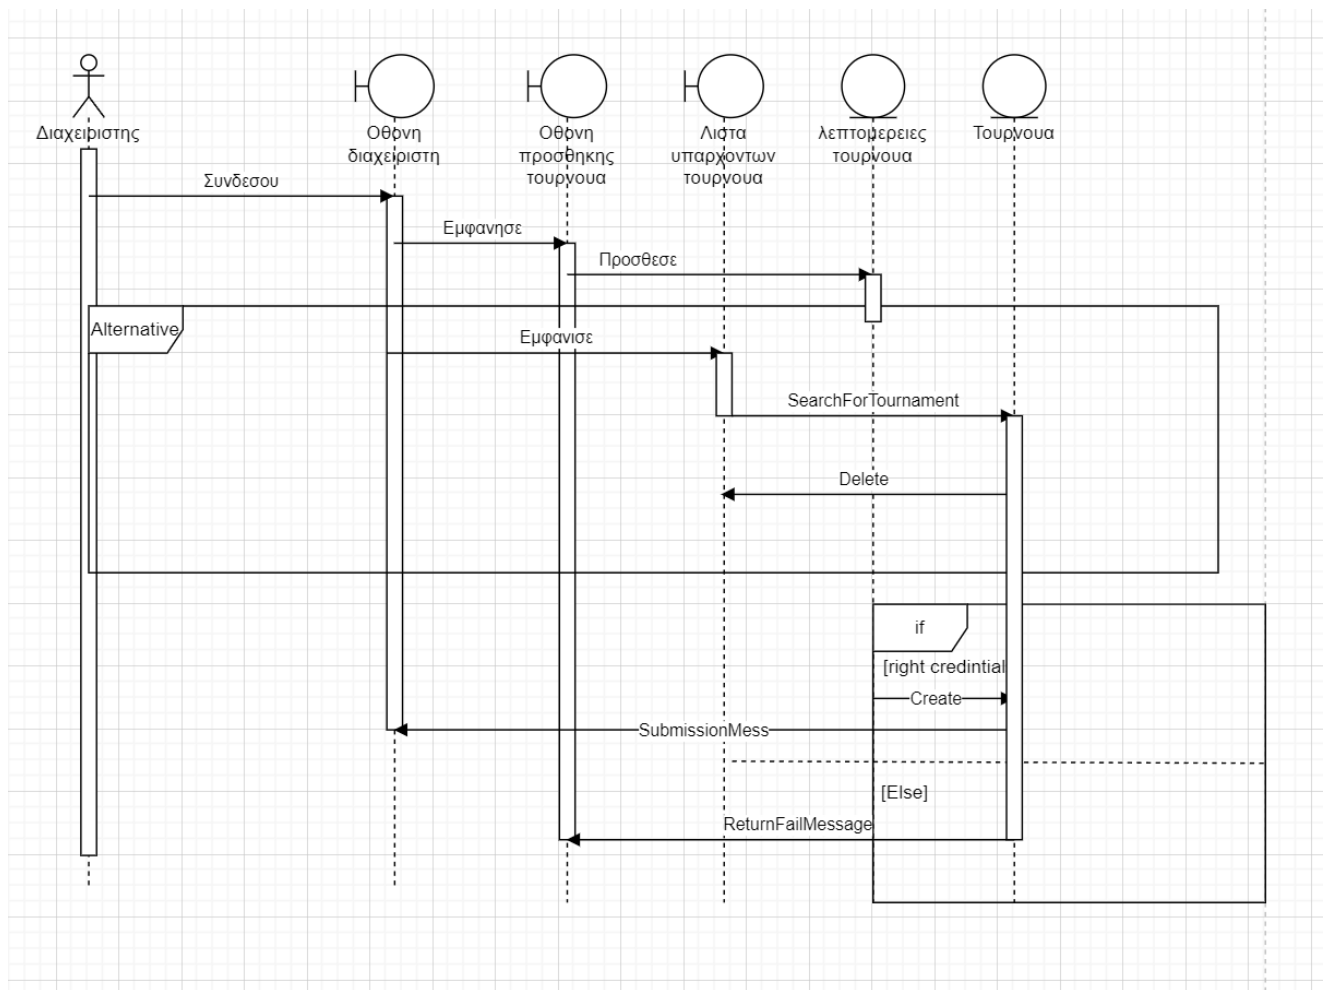 Διαχειριστης
Οθονη
διαχειριστη
Οθονη
προσθηκης
τουρνουα
Λιστα
υπαρχοντων
τουρνουα
λεπτομερειες
τουρνουα
Τουρνουα
Συνδεσου
Εμφανησε
Προσθεσε
Alternative
Εμφανισε
SearchForTournament
Delete
if
[right credintial
Create
SubmissionMess
[Else]
ReturnFailMessage